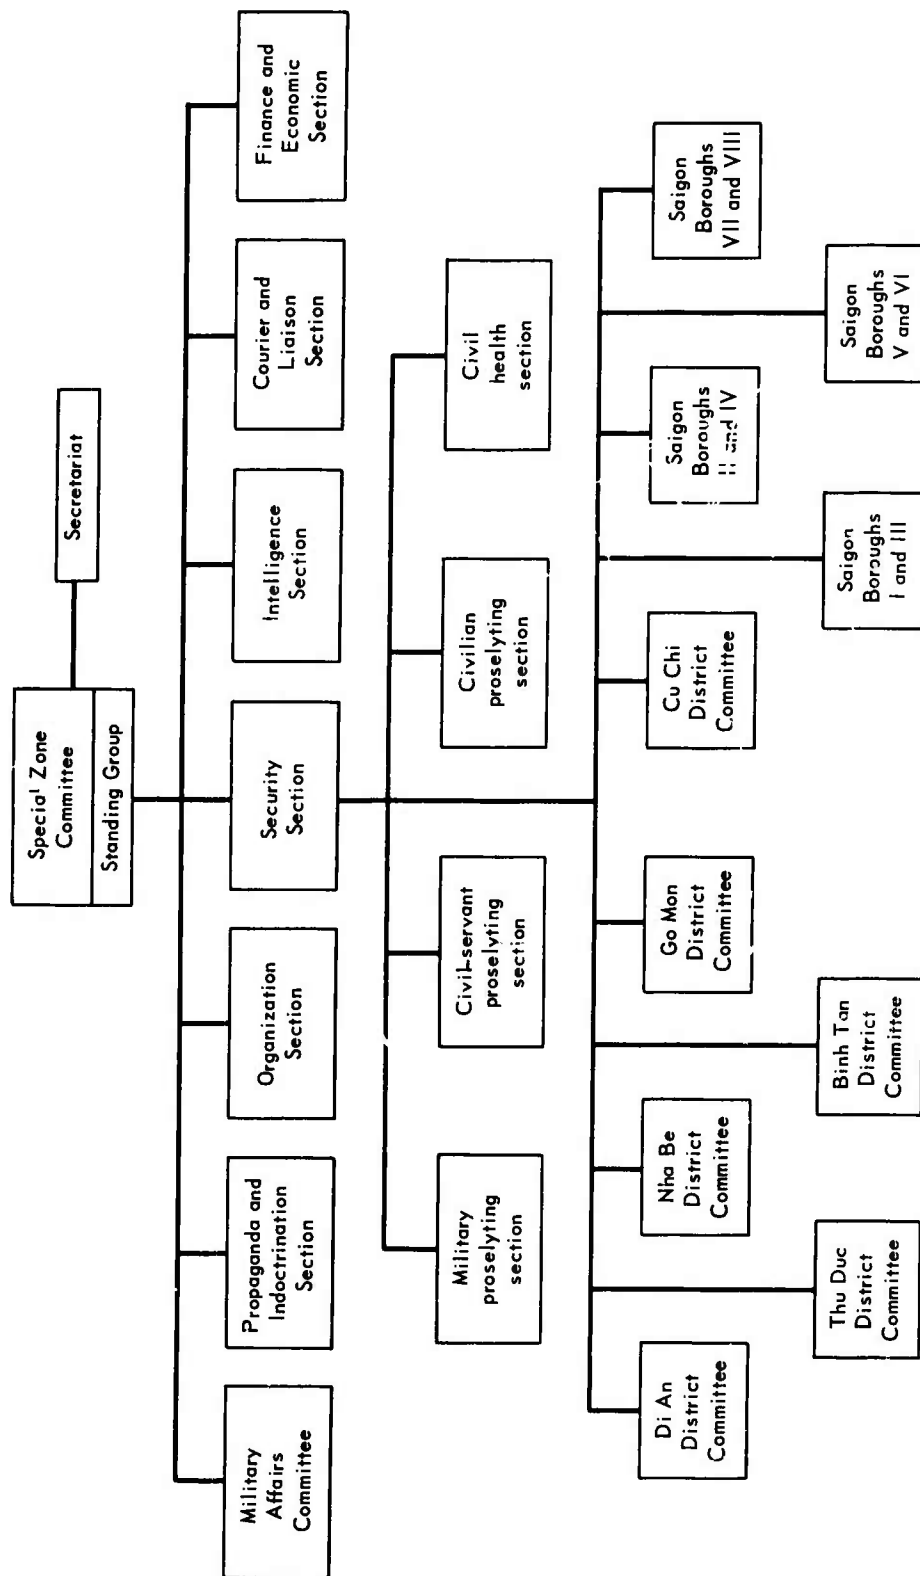 Special Zone
Committee
Standing Group
Secretariat
Military
Affairs
Committee
Propaganda and
Indoctrination
Section
Organization
Section
Security
Section
Intelligence
Section
Courier and
Liaison
Section
Finance and
Economic
Section
Military
proselyting
section
Civil-servant
proselyting
section
Civilian
proselyting
section
Civil
health
section
Di An
District
Committee
Nha Be
District
Committee
Go Mon
District
Committee
Cu Chi
District
Committee
Saigon
Boroughs
II and IV
Saigon
Boroughs
VII and VIII
Thu Duc
District
Committee
Binh Tan
District
Committee
Saigon
Boroughs
I and III
Saigon
Boroughs
V and VI